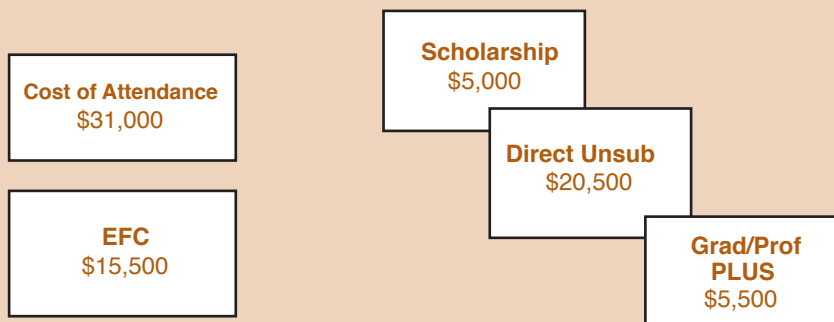 Cost of Attendance
$31,000
EFC
$15,500
Scholarship
$5,000
Direct Unsub
$20,500
Grad/Prof
PLUS
$5,500